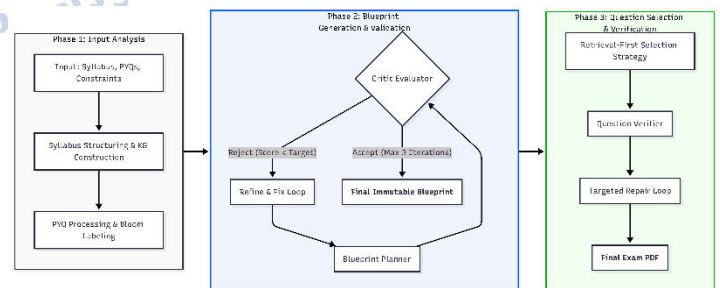 Phase 1: Input Analysis
Input: Syllabus, PYQs,
Constraints
Syllabus Structuring & KG
Construction
PYQ Processing & Bloom
Labeling
Phase 2: Blueprint
Generation & Validation
Critic Evaluator
Reject (Score < Target)
Accept (Max 3 Iterations)
Refine & Fix Loop
Final Immutable Blueprint
Blueprint Planner
Phase 3: Question Selection
& Verification
Retrieval-First Selection
Strategy
Question Verifier
Targeted Repair Loop
Final Exam PDF